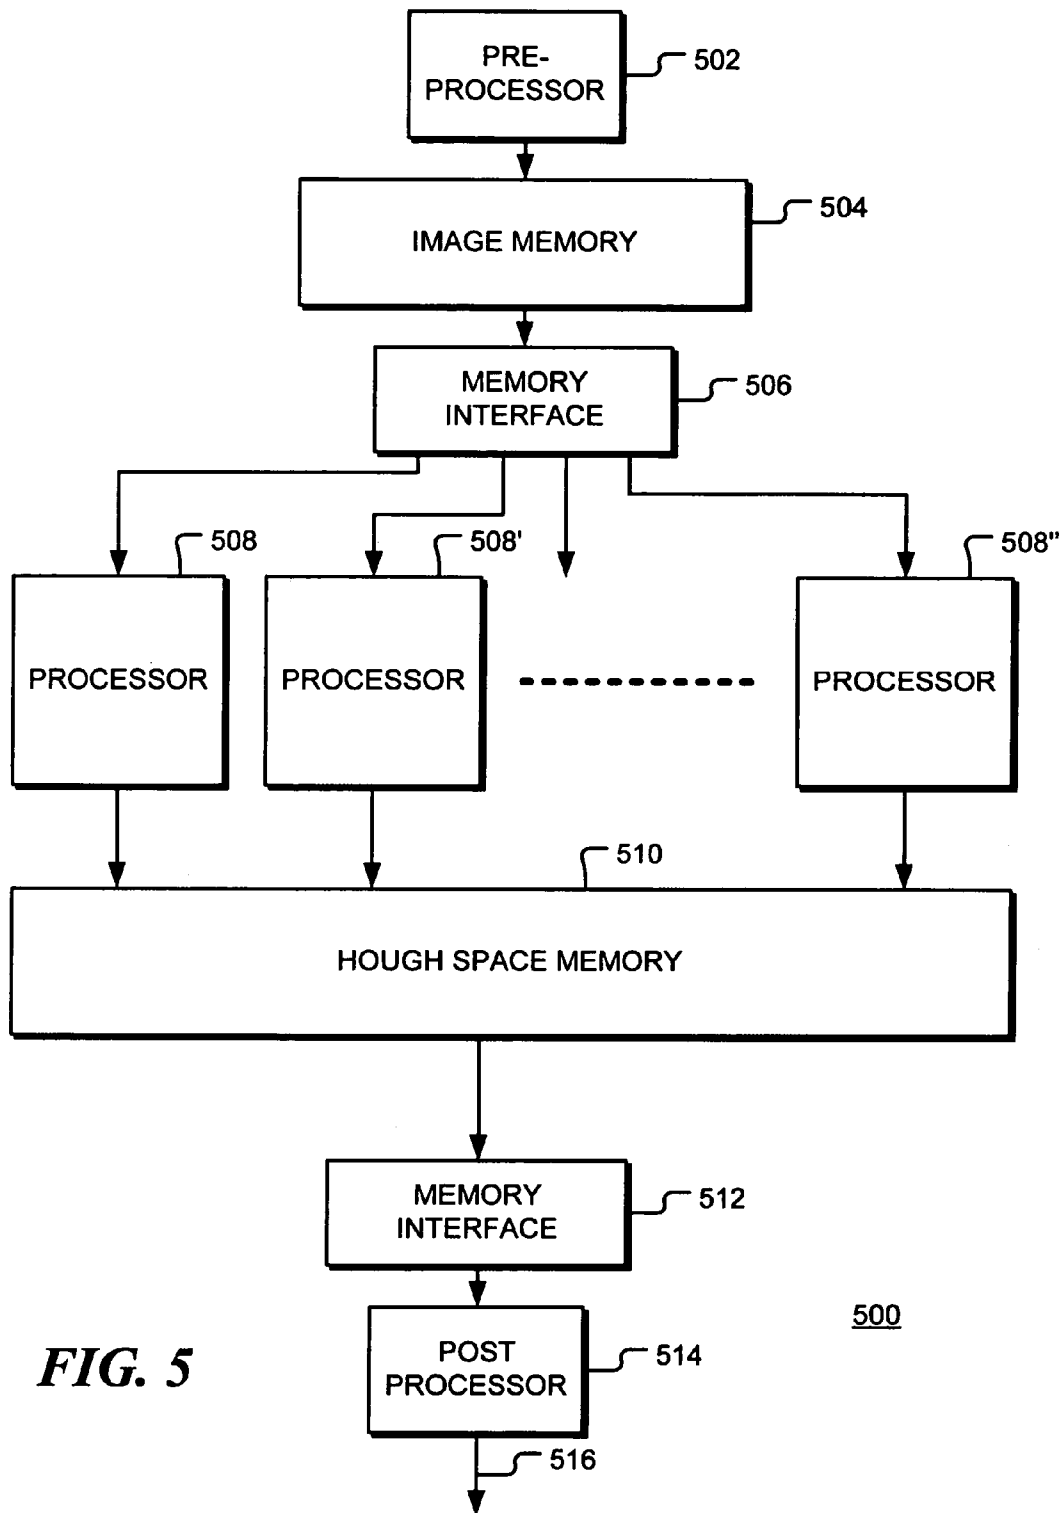 PRE-
PROCESSOR
502
IMAGE MEMORY
504
MEMORY
INTERFACE
506
508
508'
508"
PROCESSOR
PROCESSOR
PROCESSOR
510
HOUGH SPACE MEMORY
MEMORY
INTERFACE
512
500
POST
PROCESSOR
514
FIG. 5
516